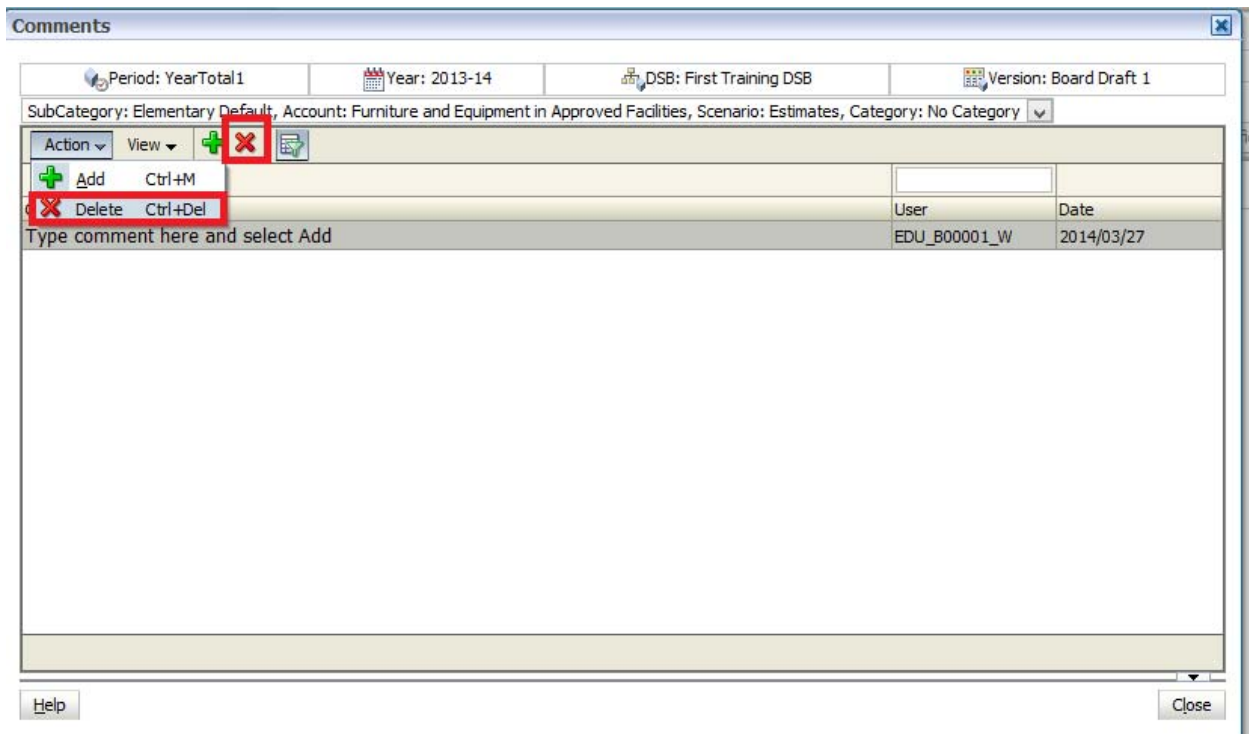 Comments
Period: YearTotal1 Year: 2013-14 DSB: First Training DSB Version: Board Draft 1
SubCategory: Elementary Default, Account: Furniture and Equipment in Approved Facilities, Scenario: Estimates, Category: No Category
Action View
Add Ctrl+M
Delete Ctrl+Del User Date
Type comment here and select Add EDU_B00001_W 2014/03/27
Help Close